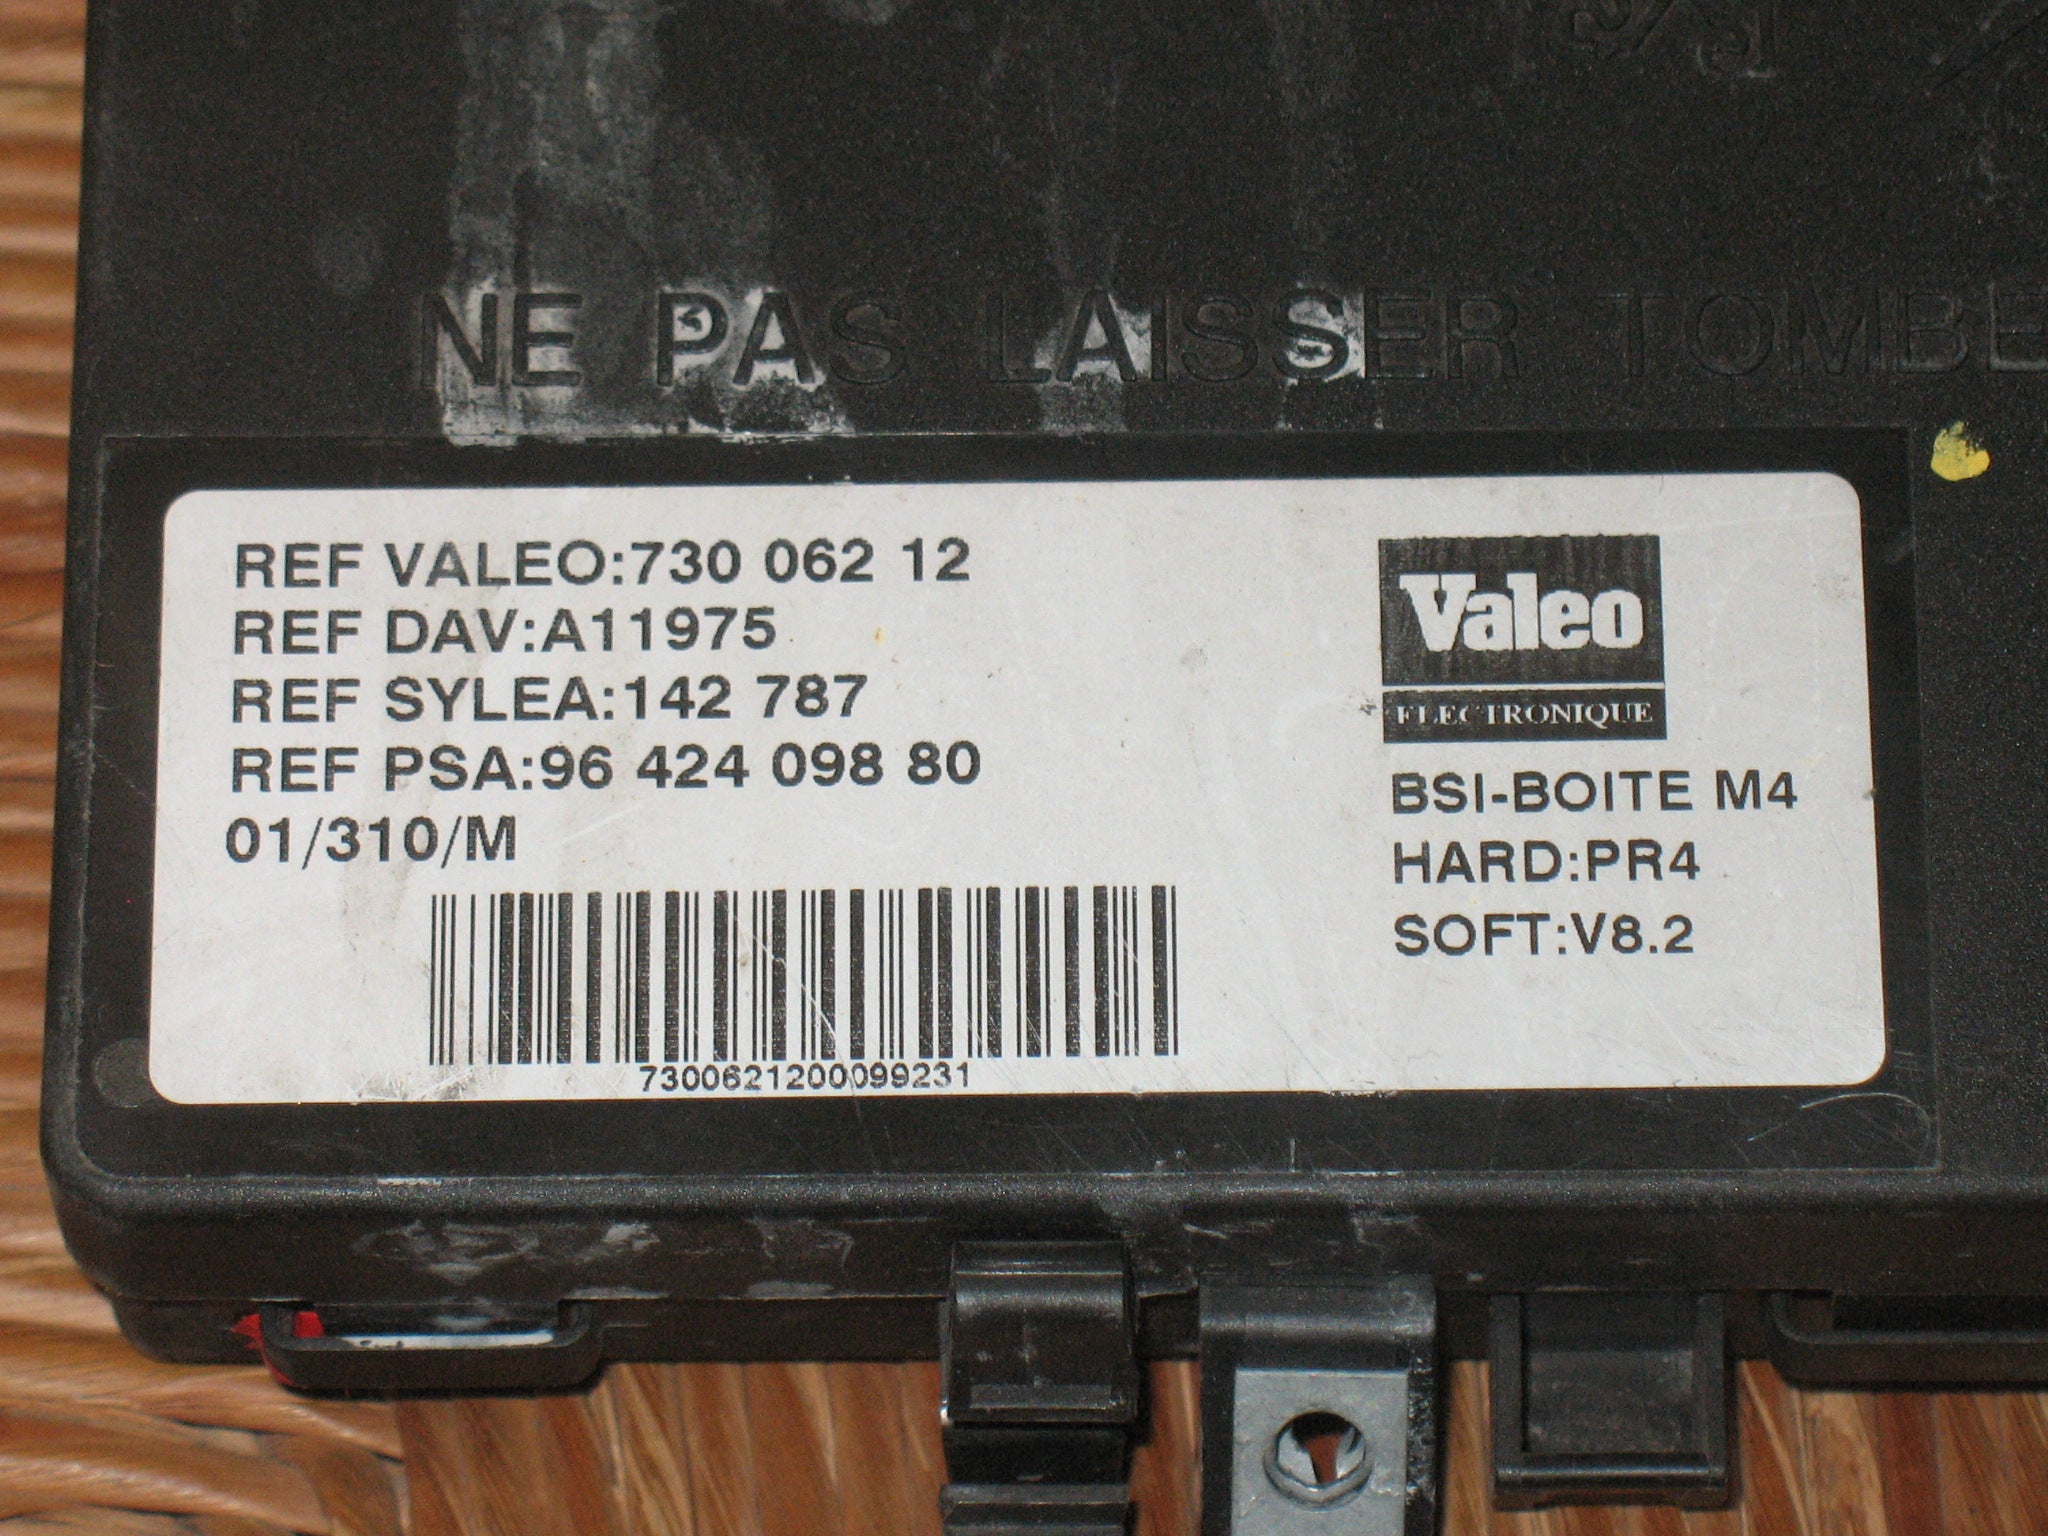 NE PAS LAISSER TOMBE
REF VALEO:730 062 12
REF DAV:A11975
REF SYLEA:142 787
REF PSA:96 424 098 80
01/310/M
7300621200099231
Valeo
ELECTRONIQUE
BSI-BOITE M4
HARD:PR4
SOFT:V8.2